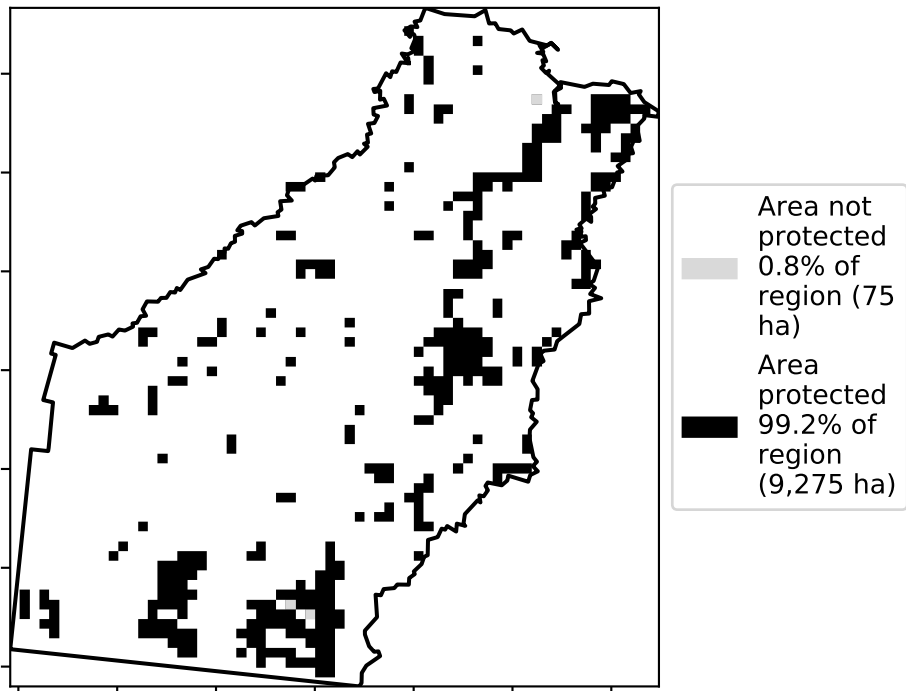 Area not
protected
0.8% of
region (75
ha)
Area
protected
99.2% of
region
(9,275 ha)